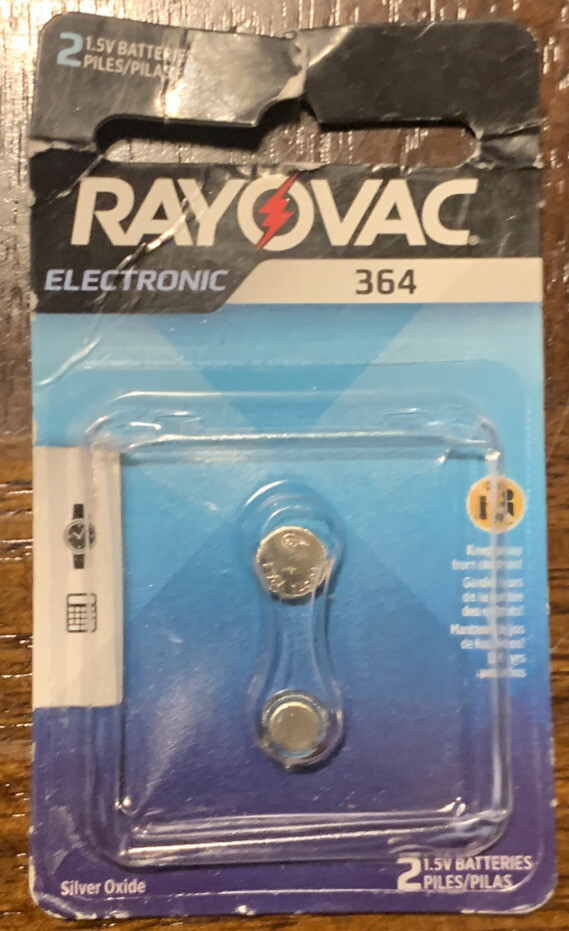 2 1.5V BATTERIES
PILES/PILAS
RAYOVAC
ELECTRONIC
364
Silver Oxide
2 1.5V BATTERIES
PILES/PILAS